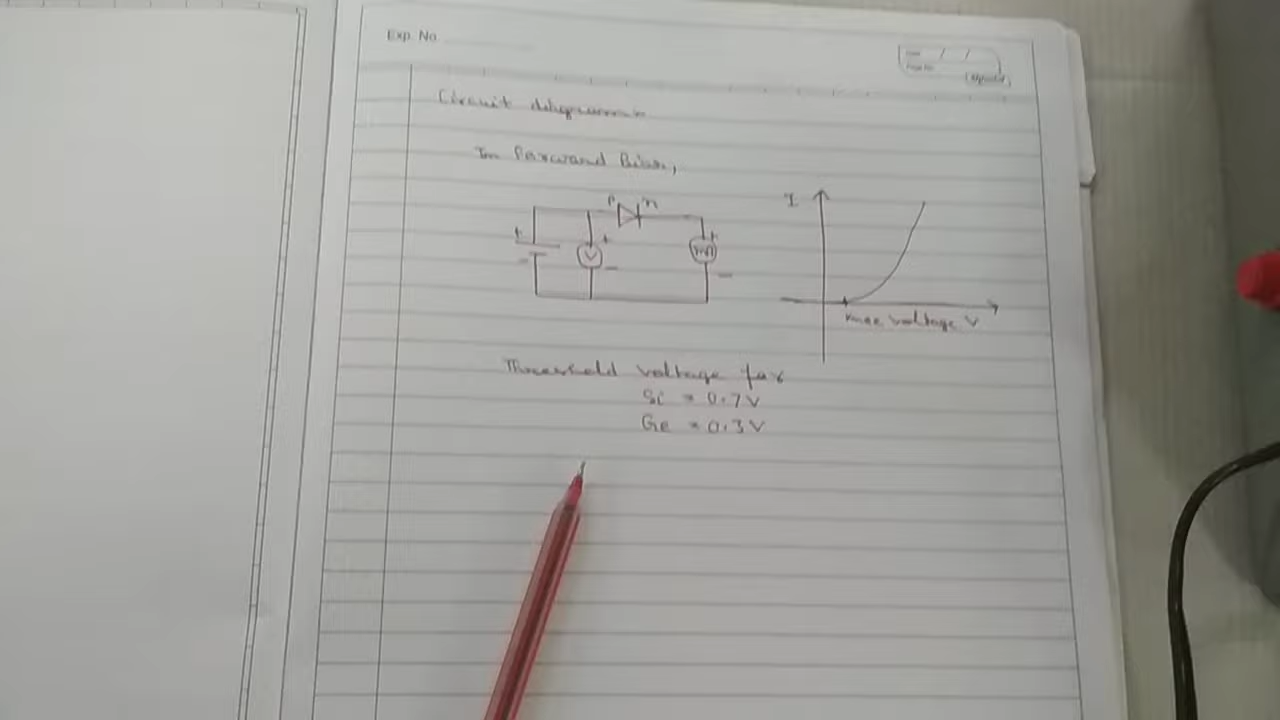 Exp. No
Circuit diagram :-
In Forward Bias,
P n
I
+ + +
V mA
- - -
knee voltage V
Threshold voltage for
Si = 0.7V
Ge = 0.3V